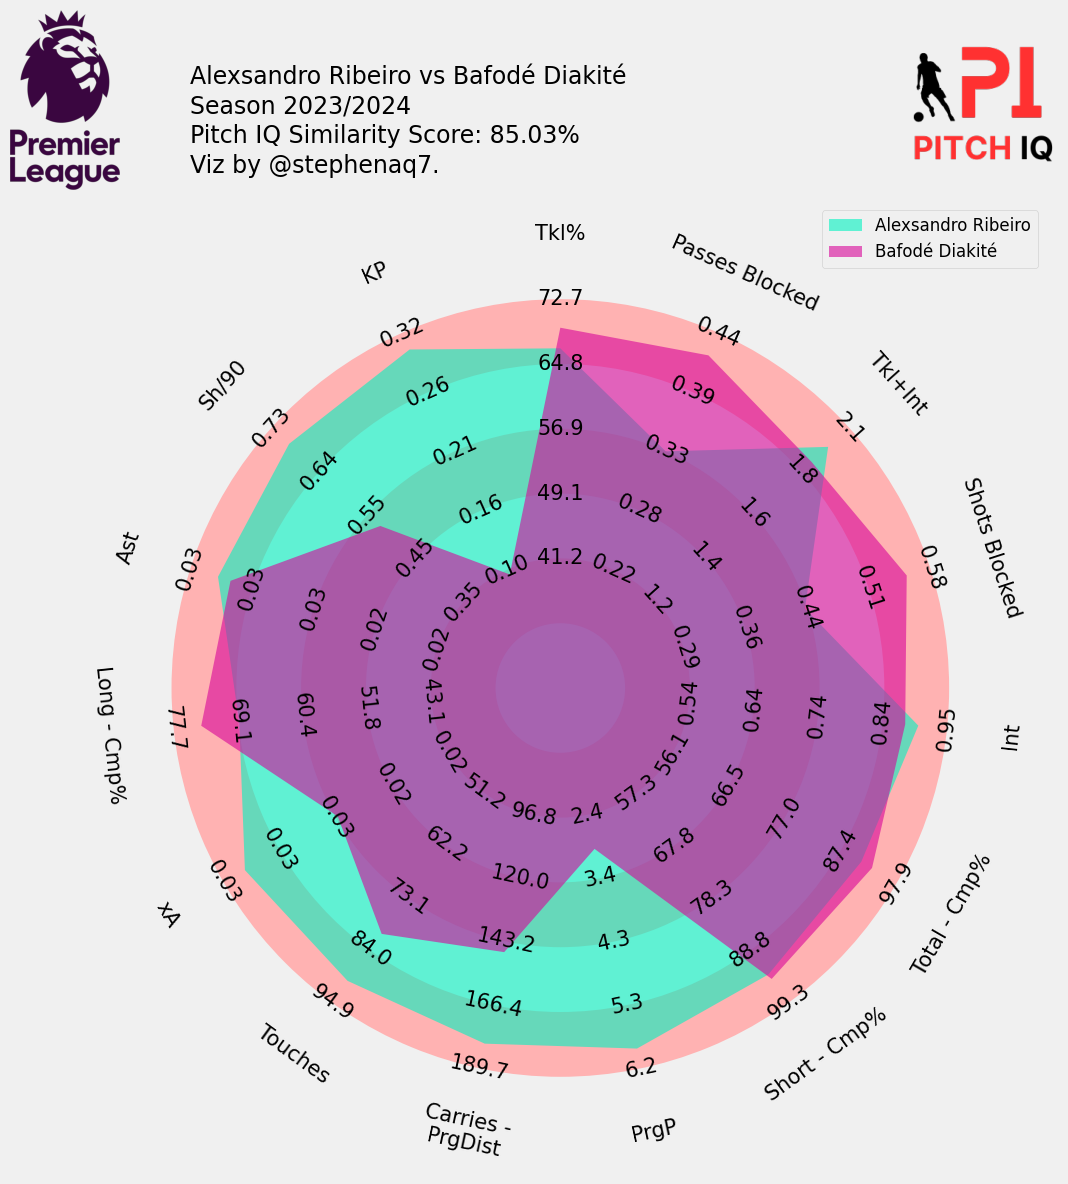 Alexsandro Ribeiro vs Bafodé Diakité
Season 2023/2024
Pitch IQ Similarity Score: 85.03%
Viz by @stephenaq7.
Premier
League
PI
PITCH IQ
Alexsandro Ribeiro
Bafodé Diakité
Tkl%
72.7
64.8
56.9
49.1
41.2
Passes Blocked
0.44
0.39
0.33
0.28
0.22
Tkl+Int
2.1
1.8
1.6
1.4
1.2
Shots Blocked
0.58
0.51
0.44
0.36
0.29
Int
0.95
0.84
0.74
0.64
0.54
Total - Cmp%
97.9
87.4
77.0
66.5
56.1
Short - Cmp%
99.3
88.8
78.3
67.8
57.3
PrgP
6.2
5.3
4.3
3.4
2.4
Carries -
PrgDist
189.7
166.4
143.2
120.0
96.8
Touches
94.9
84.0
73.1
62.2
51.2
xA
0.03
0.03
0.03
0.02
0.02
Long - Cmp%
77.7
69.1
60.4
51.8
43.1
Ast
0.03
0.03
0.03
0.02
0.02
Sh/90
0.73
0.64
0.55
0.45
0.35
KP
0.32
0.26
0.21
0.16
0.10